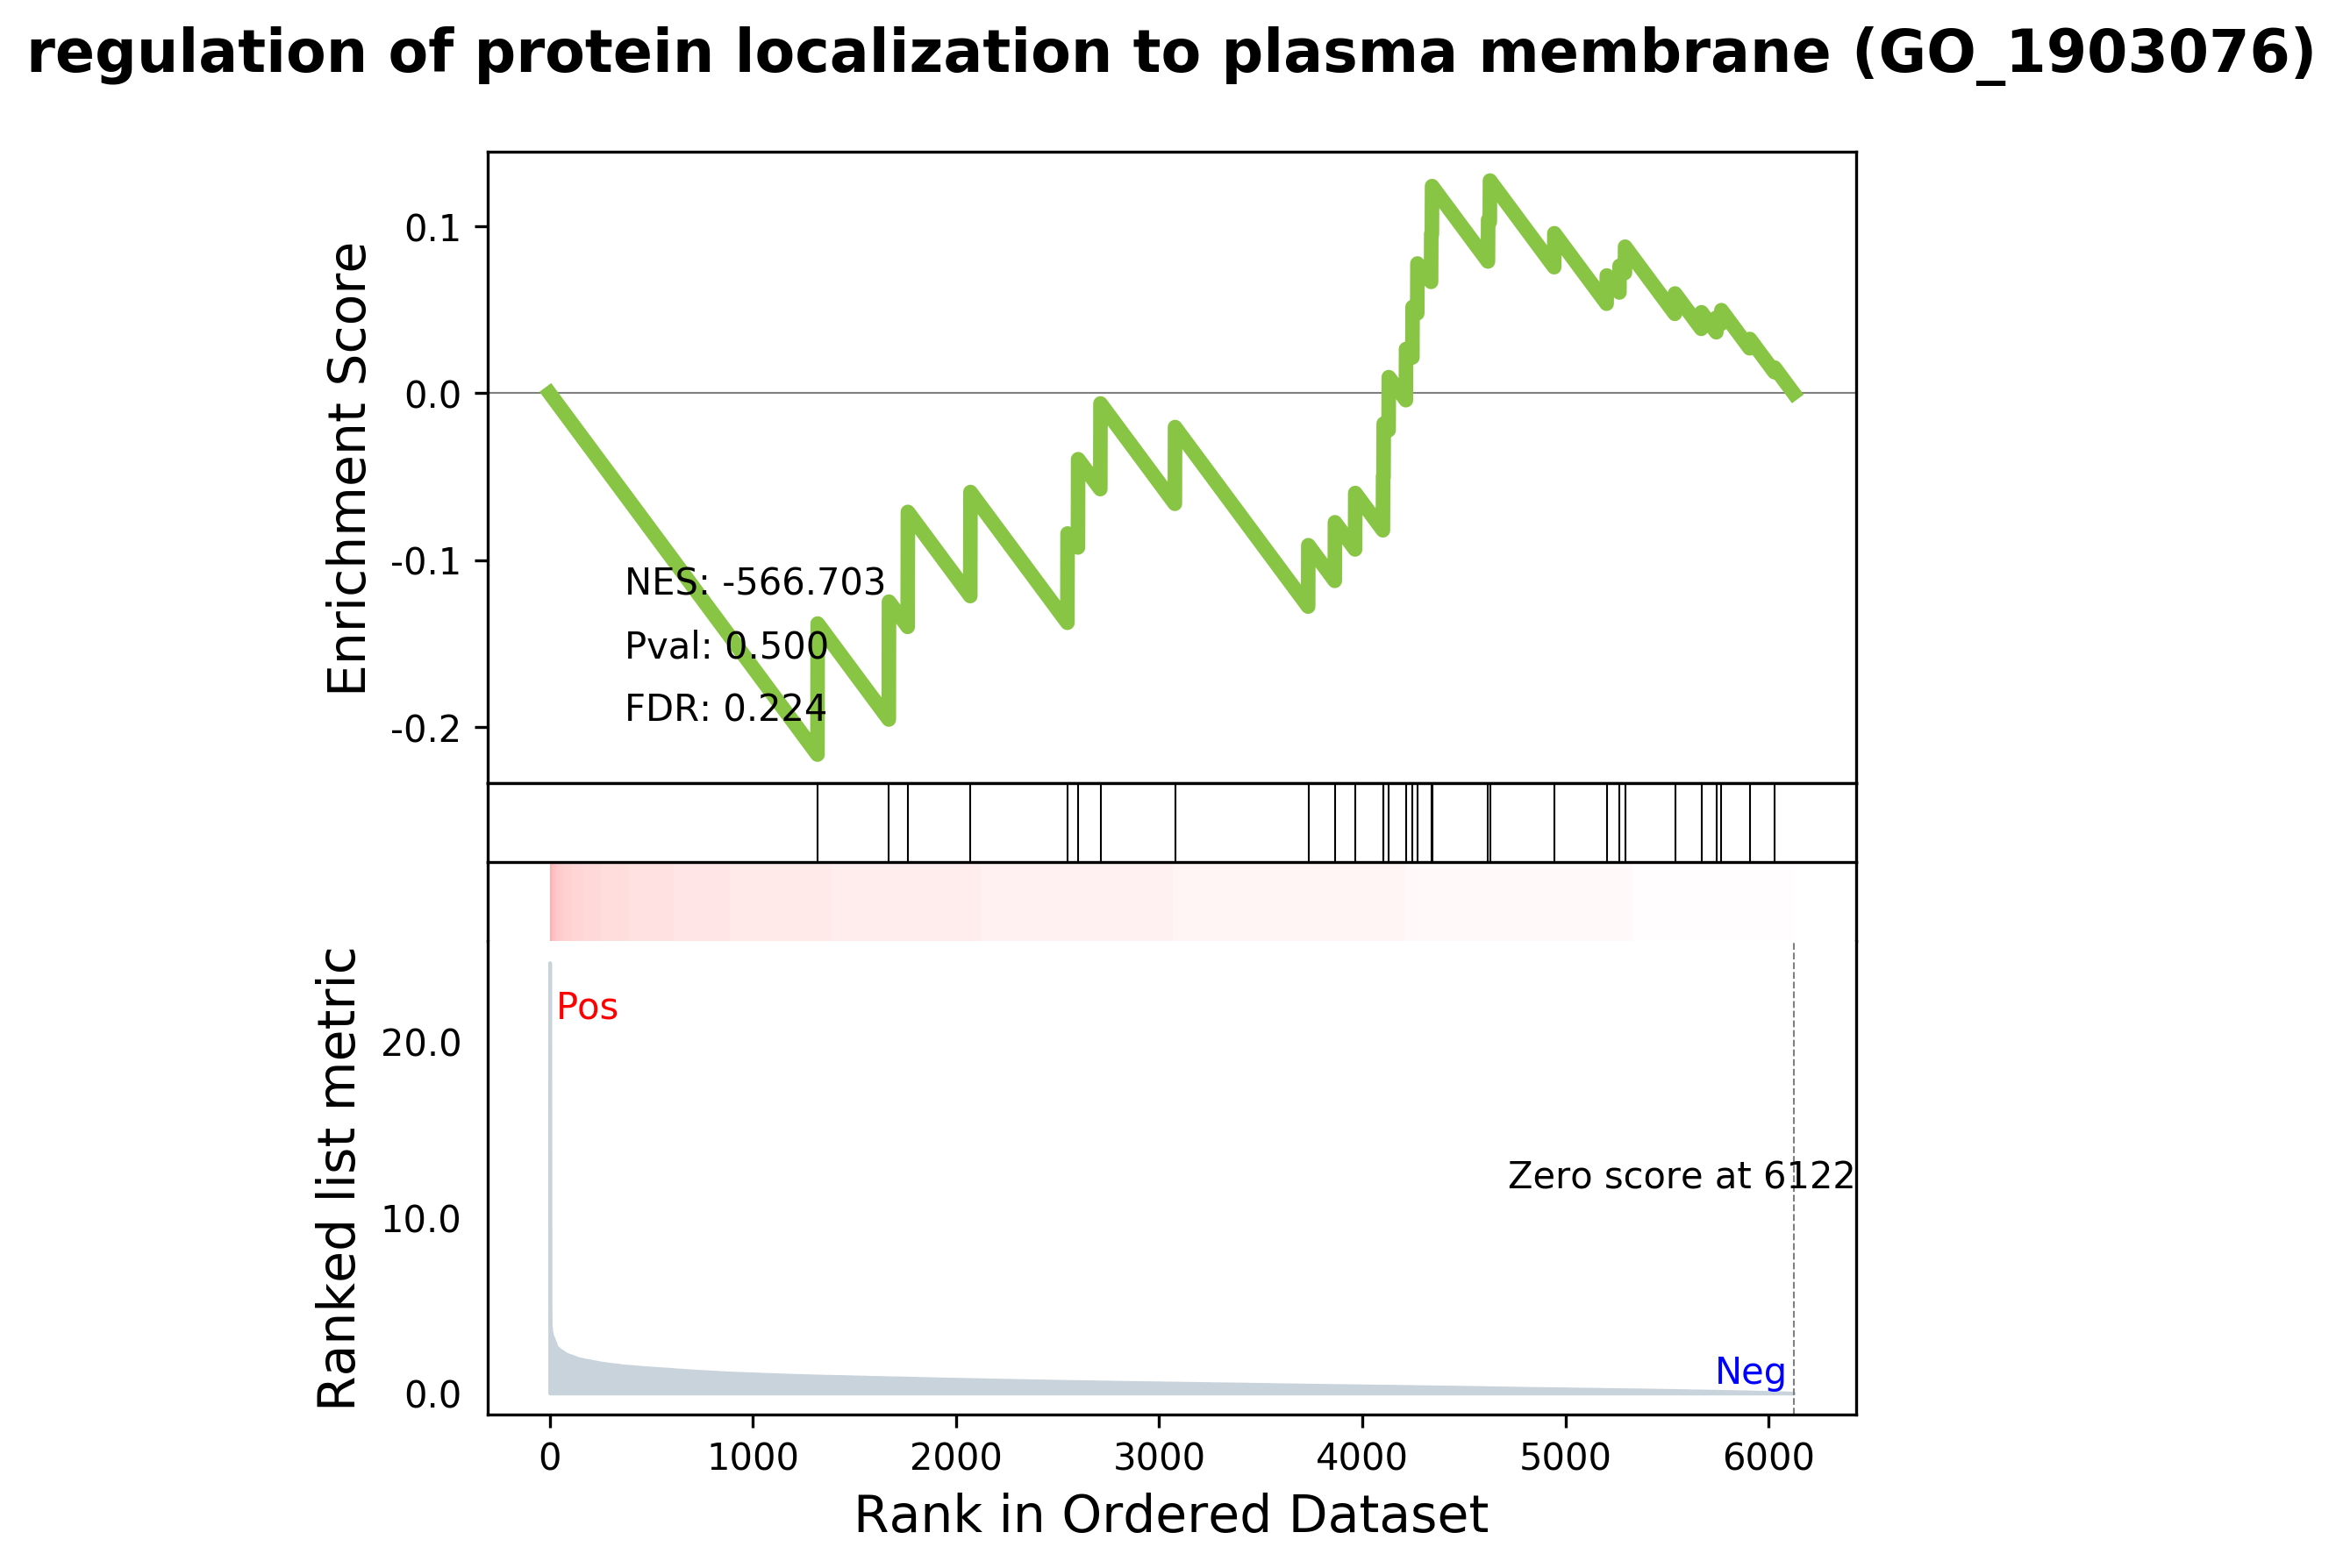 regulation of protein localization to plasma membrane (GO_1903076)
Enrichment Score
0.1
0.0
-0.1
-0.2
NES: -566.703
Pval: 0.500
FDR: 0.224
Ranked list metric
20.0
10.0
0.0
Pos
Zero score at 6122
Neg
0 1000 2000 3000 4000 5000 6000
Rank in Ordered Dataset